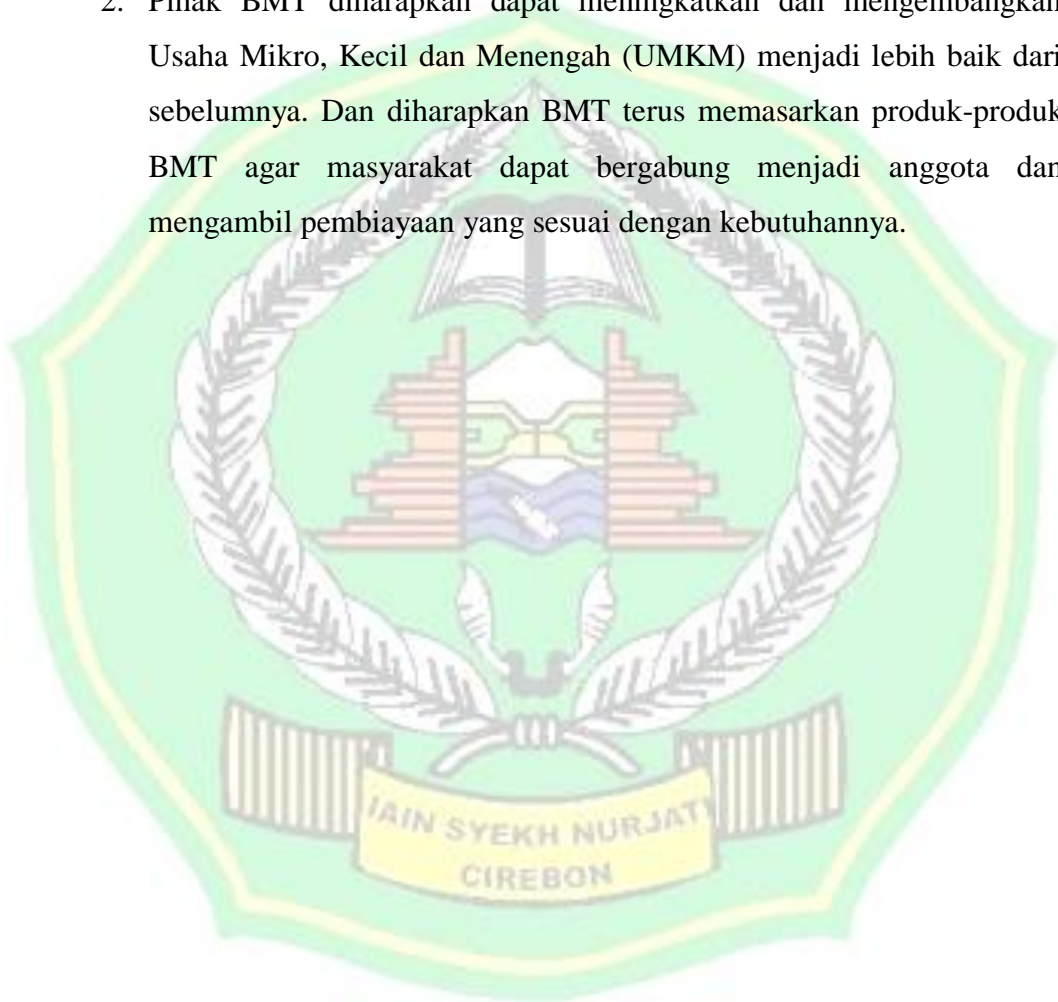 2. Pihak BMT diharapkan dapat meningkatkan dan mengembangkan
Usaha Mikro, Kecil dan Menengah (UMKM) menjadi lebih baik dari
sebelumnya. Dan diharapkan BMT terus memasarkan produk-produk
BMT agar masyarakat dapat bergabung menjadi anggota dan
mengambil pembiayaan yang sesuai dengan kebutuhannya.
IAIN SYEKH NURJATI
CIREBON